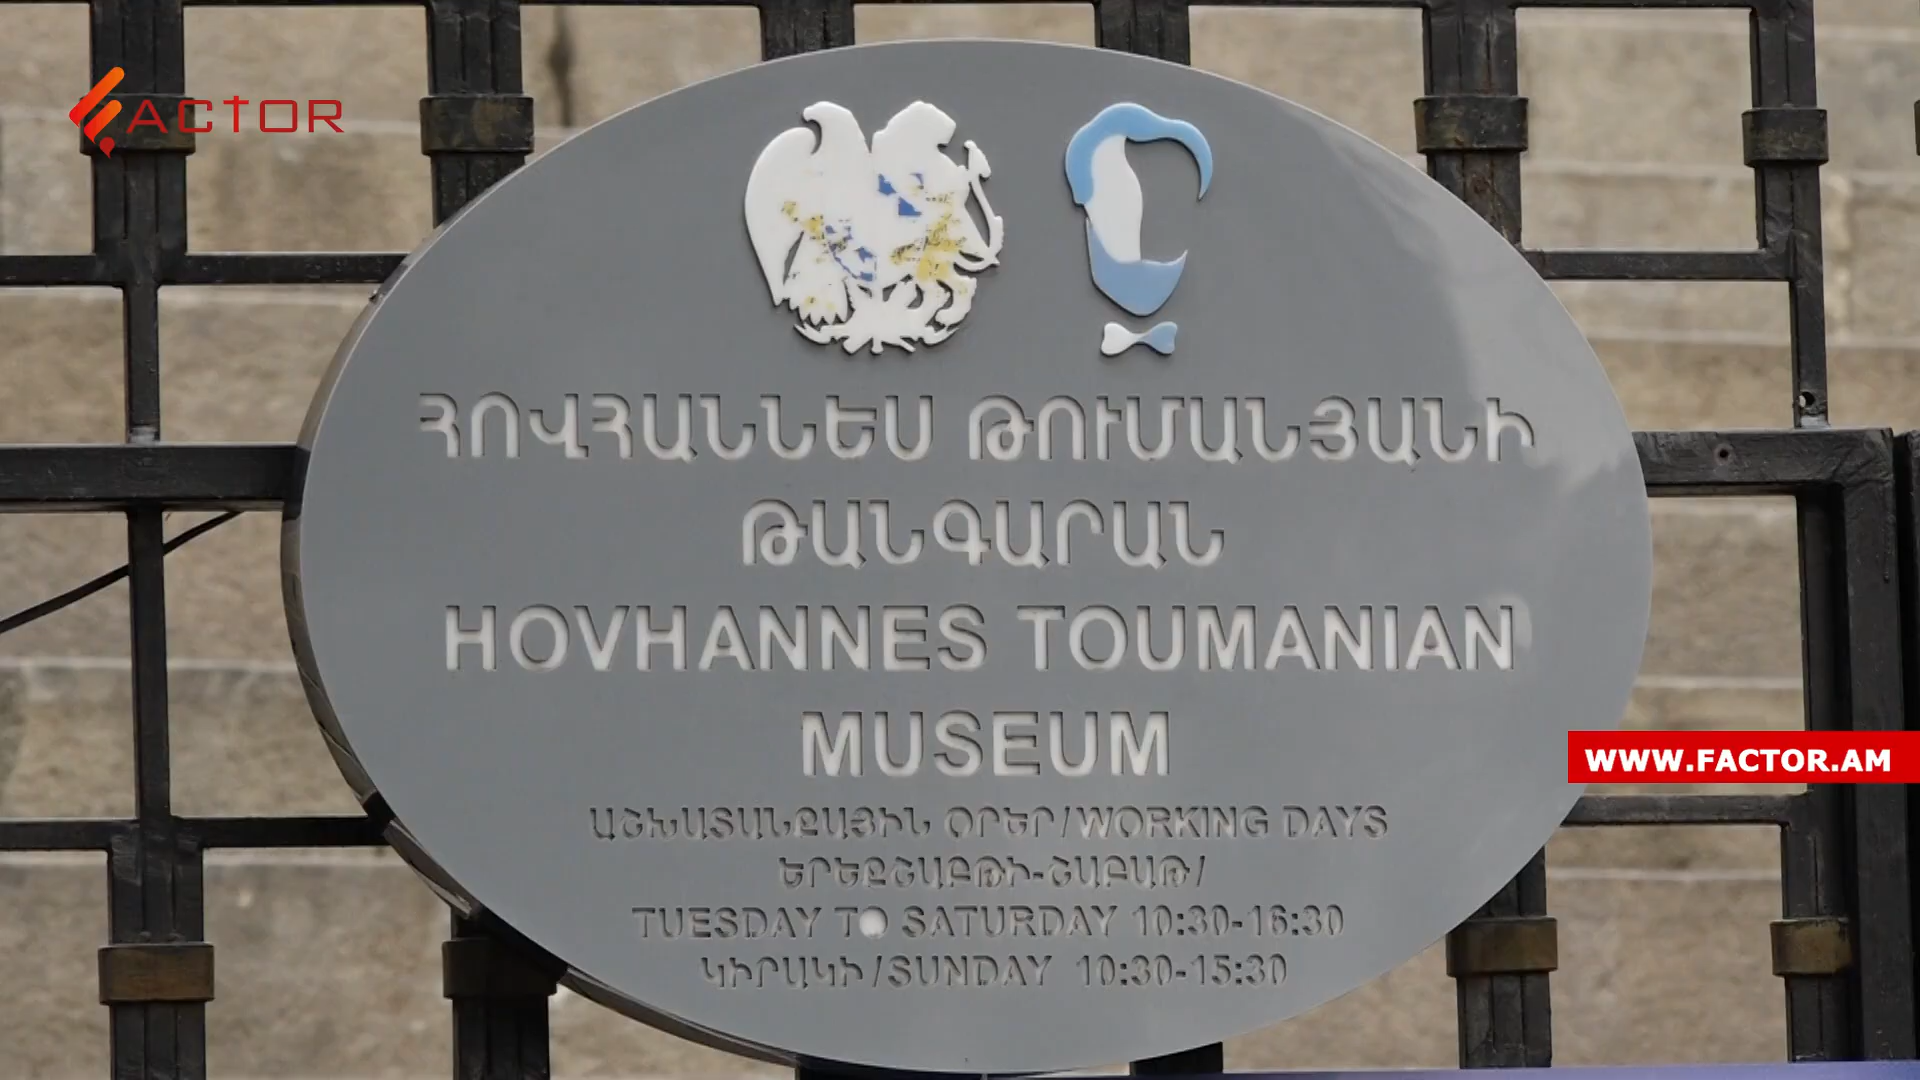 FACTOR
ՀՈՎՀԱՆՆԵՍ ԹՈՒՄԱՆՅԱՆԻ
ԹԱՆԳԱՐԱՆ
HOVHANNES TOUMANIAN
MUSEUM
ԱՇԽԱՏԱՆՔԱՅԻՆ ՕՐԵՐ/WORKING DAYS
ԵՐԵՔՇԱԲԹԻ-ՇԱԲԱԹ/
TUESDAY TO SATURDAY 10:30-16:30
ԿԻՐԱԿԻ/SUNDAY 10:30-15:30
WWW.FACTOR.AM